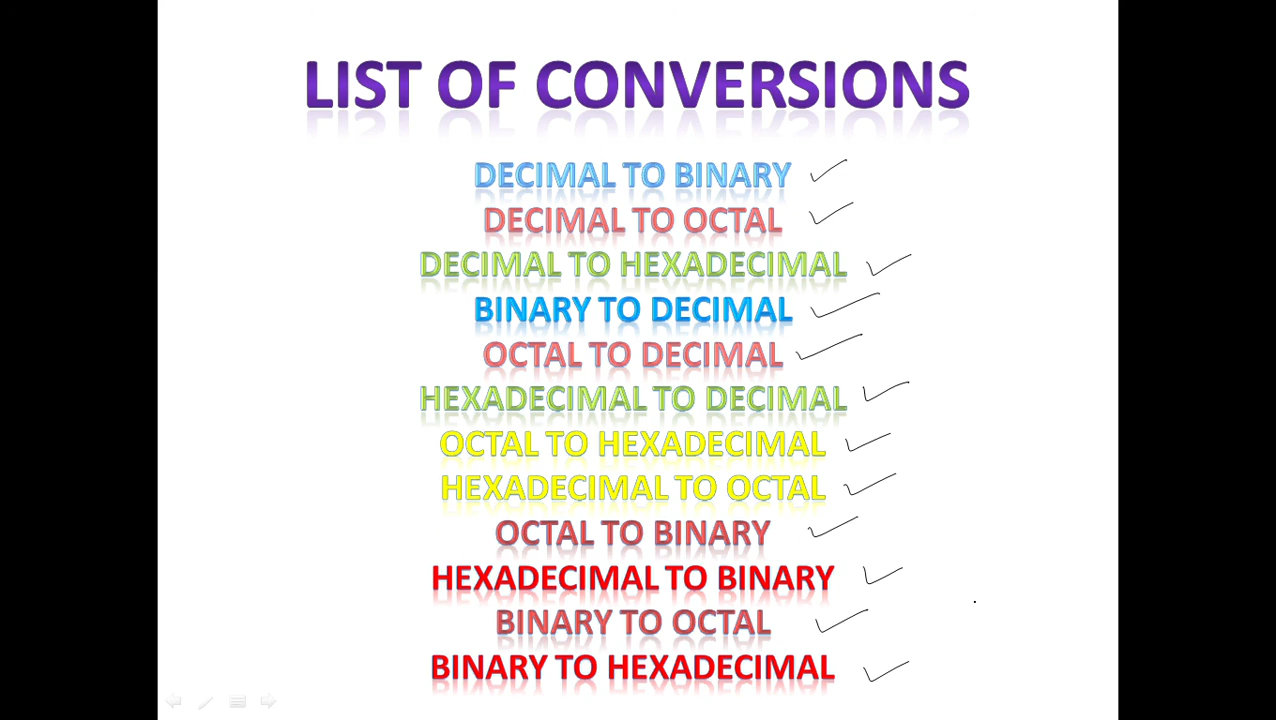 LIST OF CONVERSIONS
DECIMAL TO BINARY
DECIMAL TO OCTAL
DECIMAL TO HEXADECIMAL
BINARY TO DECIMAL
OCTAL TO DECIMAL
HEXADECIMAL TO DECIMAL
OCTAL TO HEXADECIMAL
HEXADECIMAL TO OCTAL
OCTAL TO BINARY
HEXADECIMAL TO BINARY
BINARY TO OCTAL
BINARY TO HEXADECIMAL